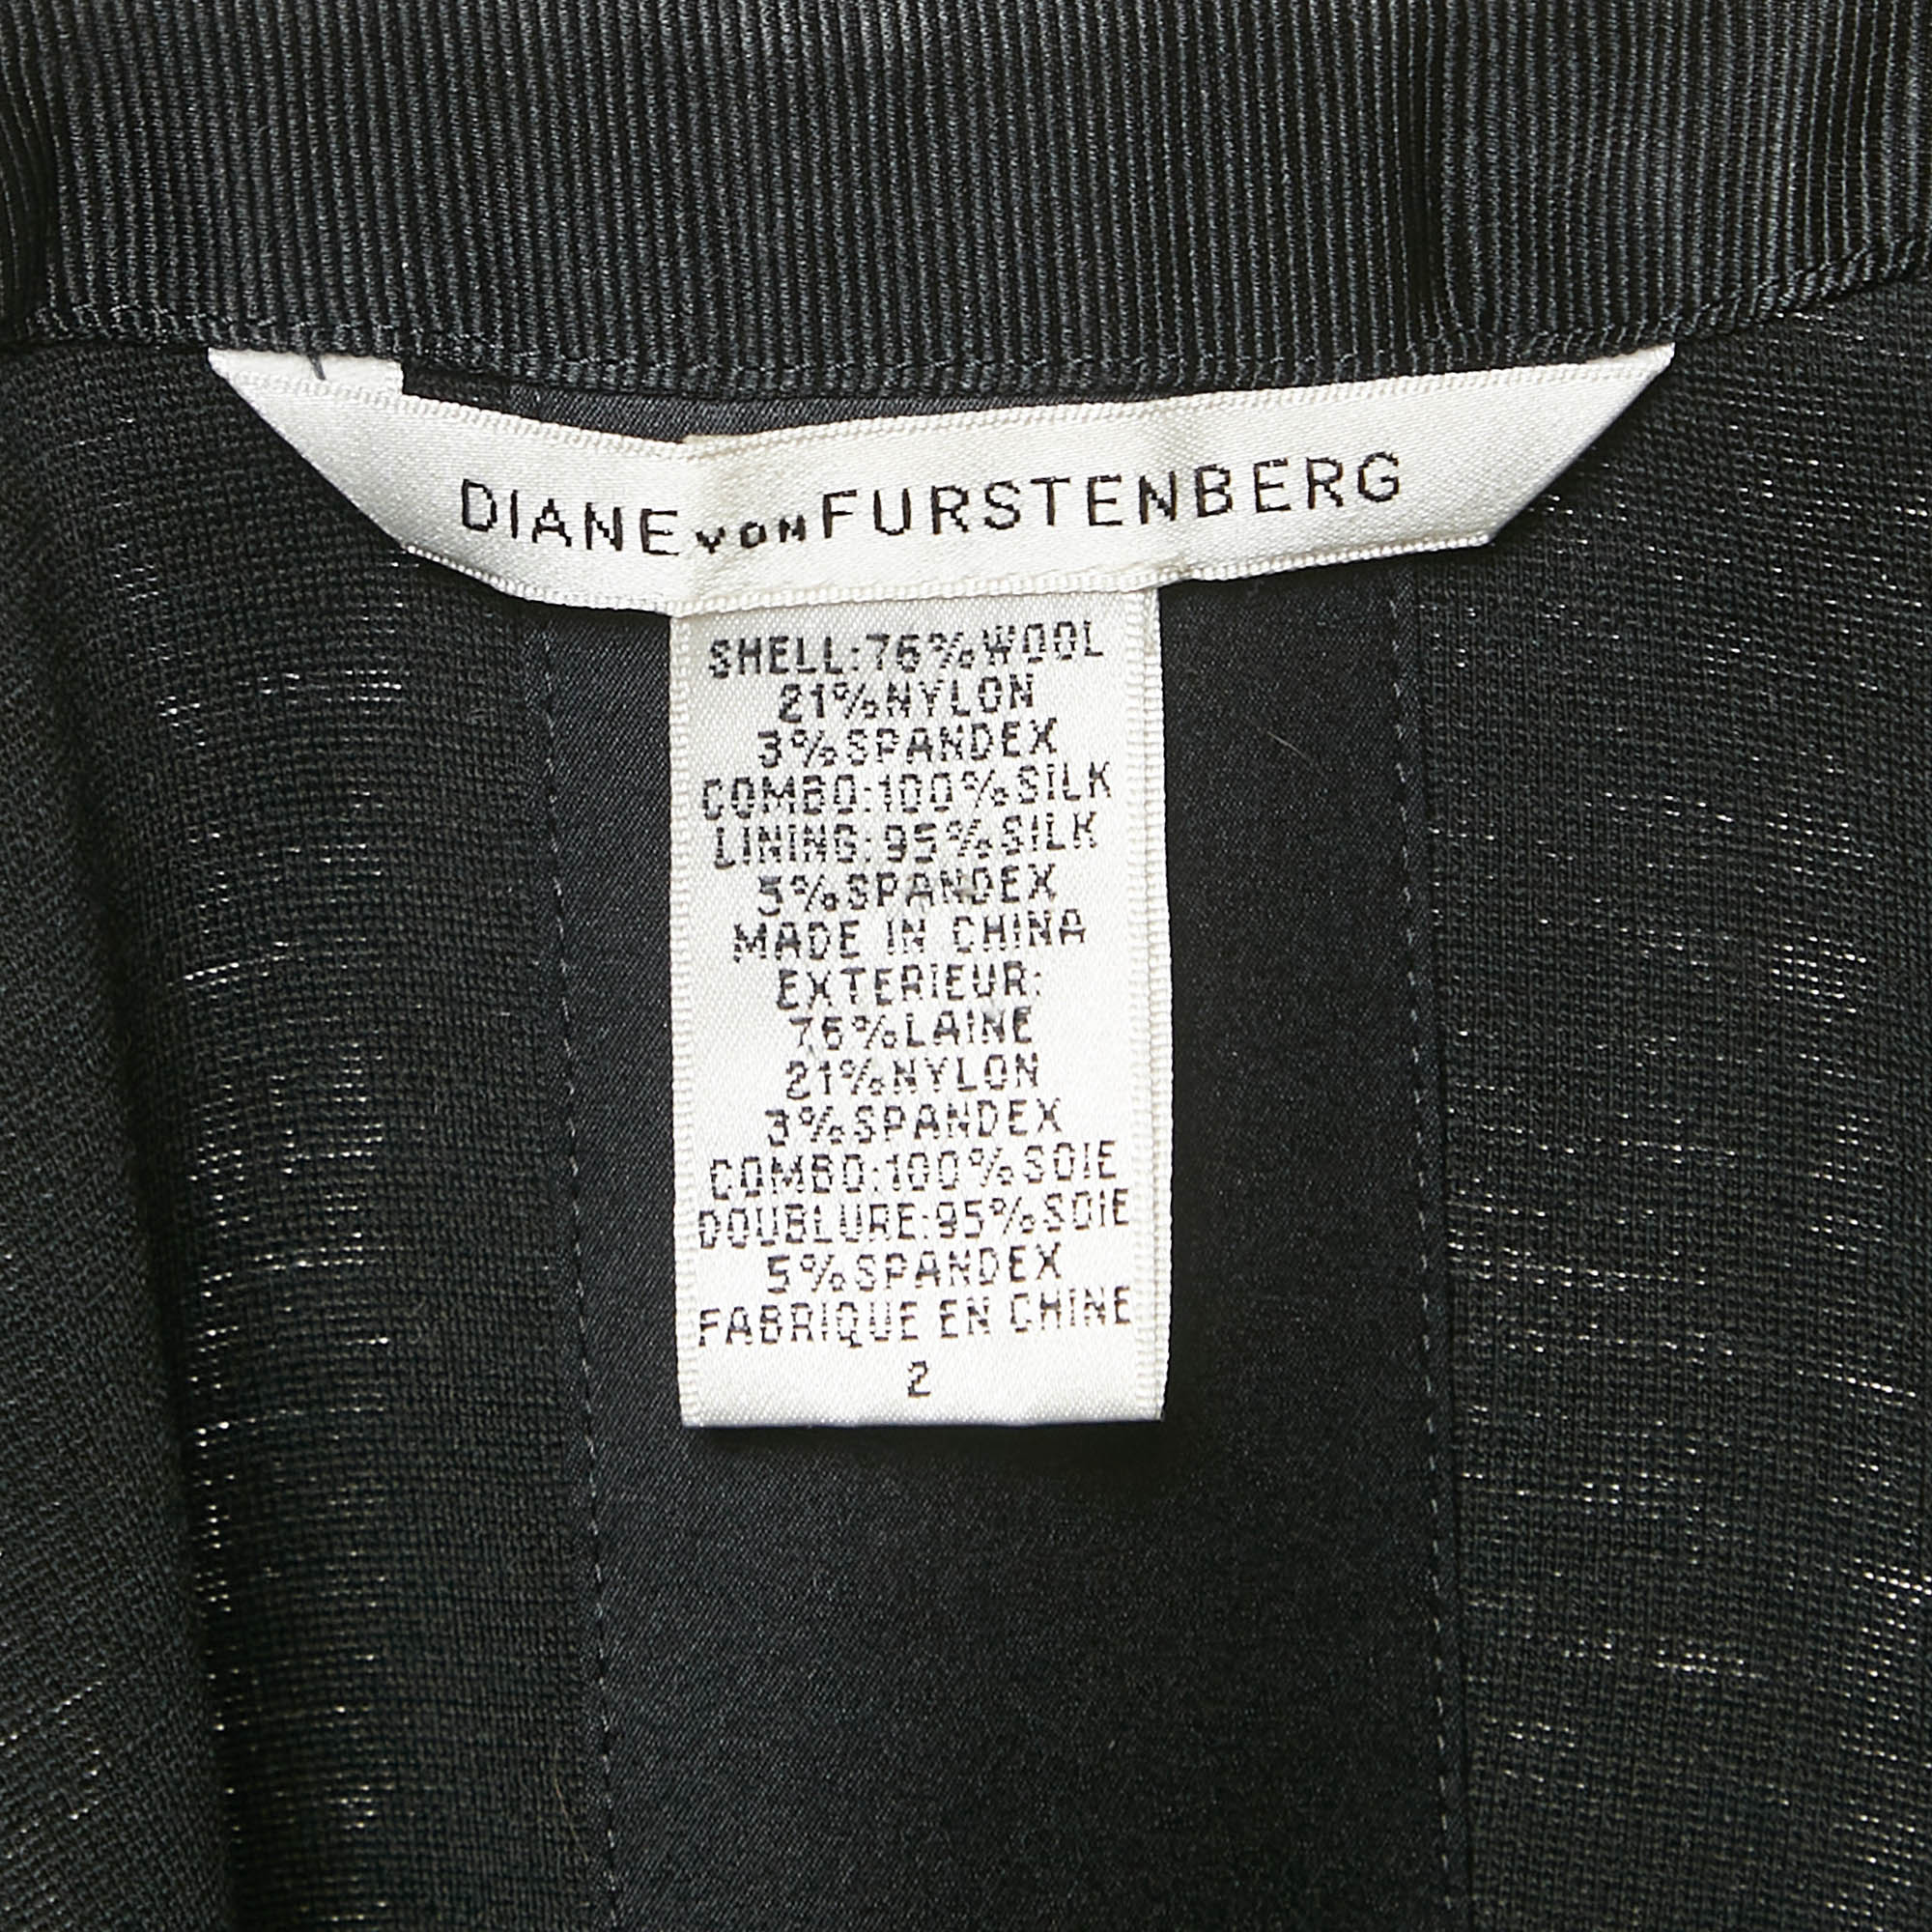 DIANE VON FURSTENBERG
SHELL:76%WOOL
21%NYLON
3%SPANDEX
COMBO:100%SILK
LINING:95%SILK
5%SPANDEX
MADE IN CHINA
EXTERIEUR:
76%LAINE
21%NYLON
3%SPANDEX
COMBO:100%SOIE
DOUBLURE:95%SOIE
5%SPANDEX
FABRIQUE EN CHINE
2